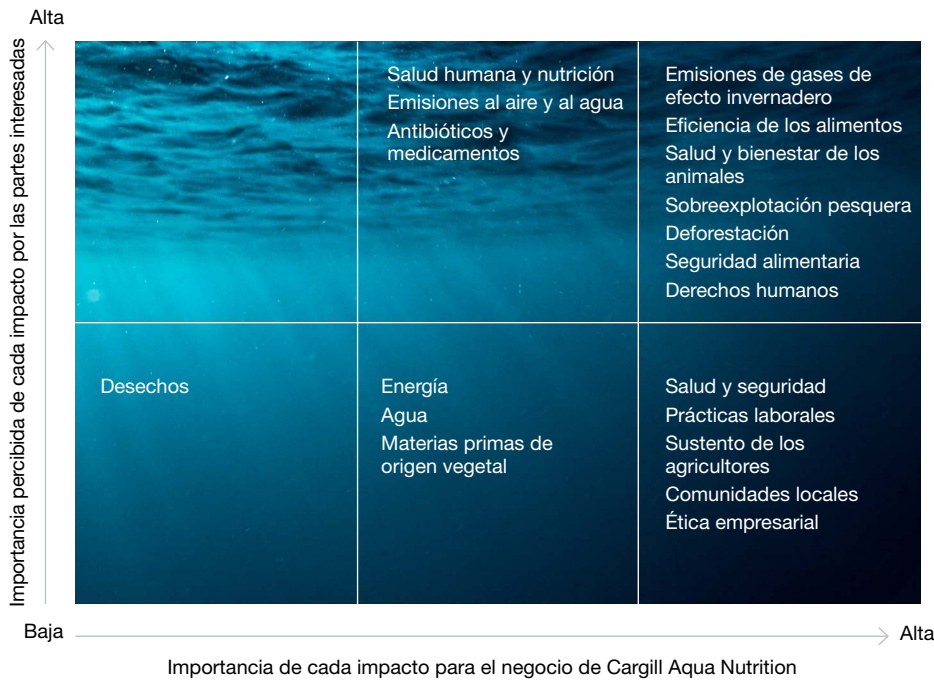 Alta
Importancia percibida de cada impacto por las partes interesadas
Salud humana y nutrición
Emisiones al aire y al agua
Antibióticos y
medicamentos
Emisiones de gases de
efecto invernadero
Eficiencia de los alimentos
Salud y bienestar de los
animales
Sobreexplotación pesquera
Deforestación
Seguridad alimentaria
Derechos humanos
Desechos
Energía
Agua
Materias primas de
origen vegetal
Salud y seguridad
Prácticas laborales
Sustento de los
agricultores
Comunidades locales
Ética empresarial
Baja
Alta
Importancia de cada impacto para el negocio de Cargill Aqua Nutrition